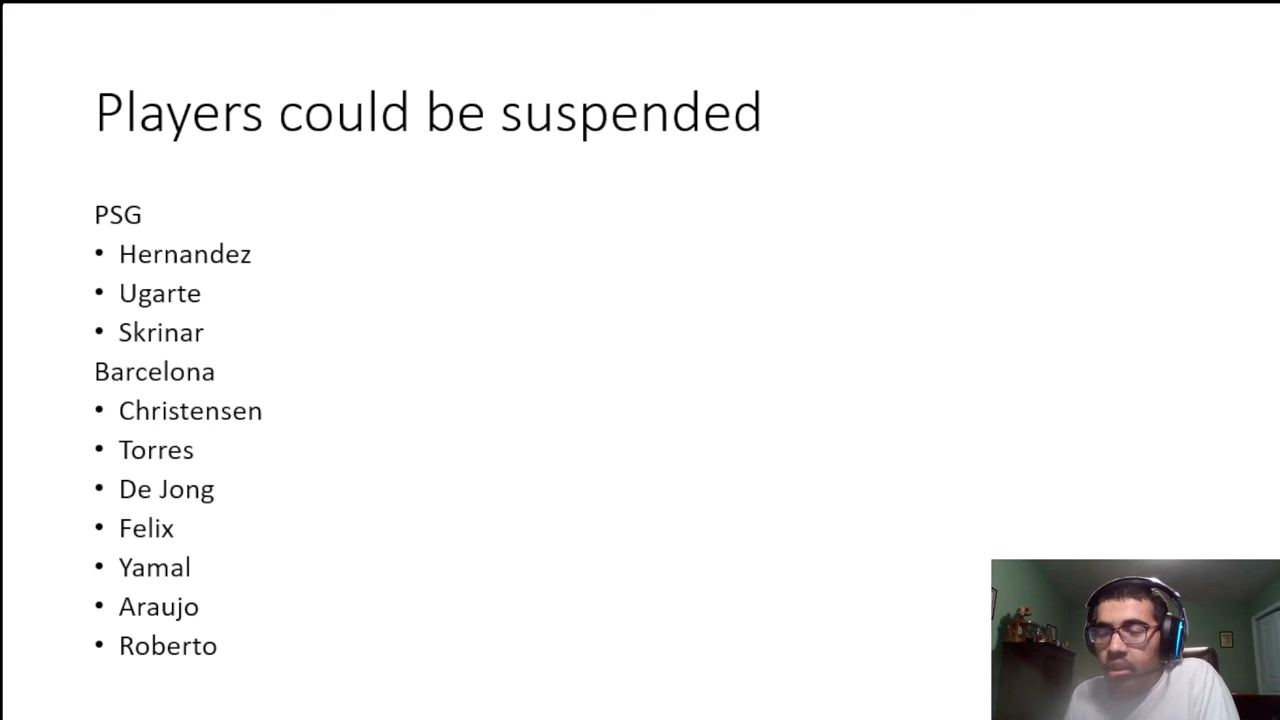 Players could be suspended
PSG
• Hernandez
• Ugarte
• Skrinar
Barcelona
• Christensen
• Torres
• De Jong
• Felix
• Yamal
• Araujo
• Roberto